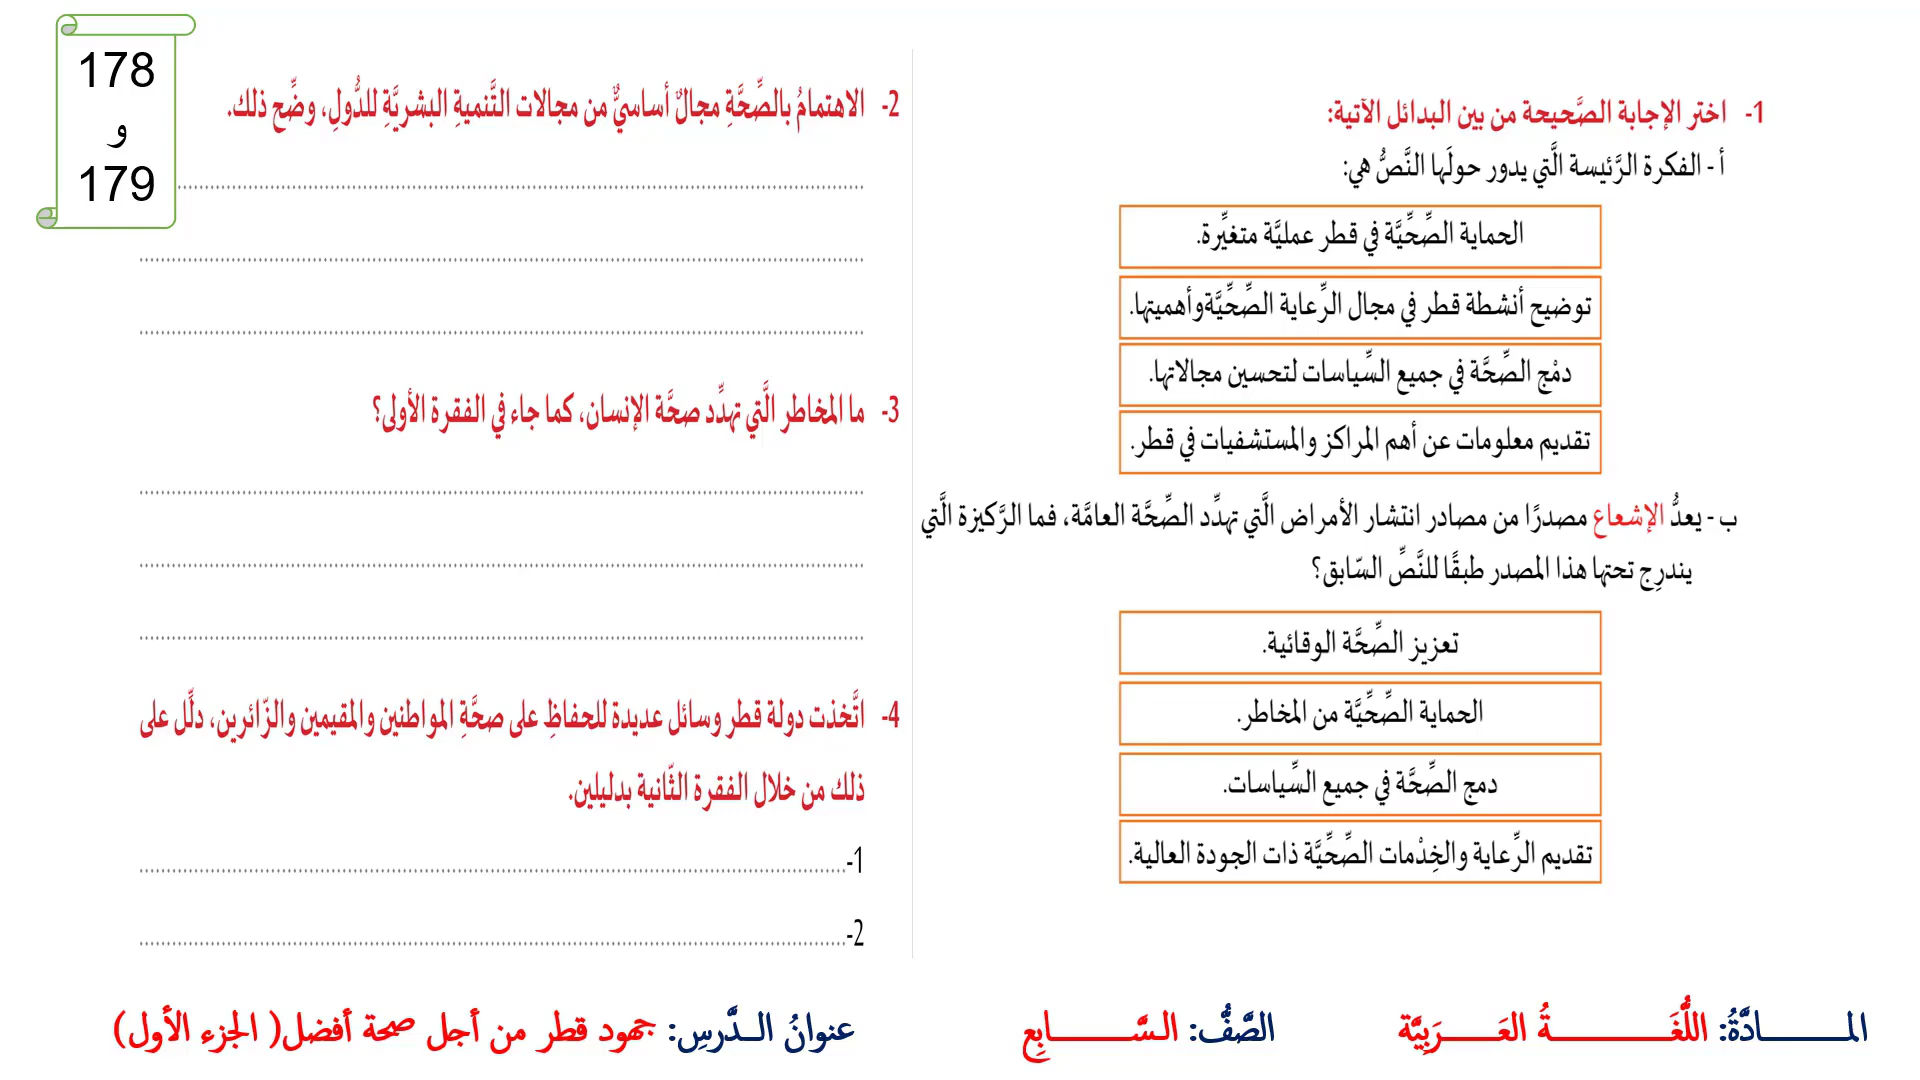 178
و
179
1- اختر الإجابة الصَّحيحة من بين البدائل الآتية:
أ - الفكرة الرَّئيسة الَّتي يدور حولَها النَّصُّ هي:
الحماية الصِّحِّيَّة في قطر عمليَّة متغيِّرة.
توضيح أنشطة قطر في مجال الرِّعاية الصِّحِّيَّةوأهميتها.
دمْج الصِّحَّة في جميع السِّياسات لتحسين مجالاتها.
تقديم معلومات عن أهم المراكز والمستشفيات في قطر.
ب - يعدُّ الإشعاع مصدرًا من مصادر انتشار الأمراض الَّتي تهدِّد الصِّحَّة العامَّة، فما الرَّكيزة الَّتي
يندرِج تحتها هذا المصدر طبقًا للنَّصِّ السّابق؟
تعزيز الصِّحَّة الوقائية.
الحماية الصِّحِّيَّة من المخاطر.
دمج الصِّحَّة في جميع السِّياسات.
تقديم الرِّعاية والخِدْمات الصِّحِّيَّة ذات الجودة العالية.
2- الاهتمامُ بالصِّحَّةِ مجالٌ أساسيٌّ من مجالات التَّنميةِ البشريَّةِ للدُّولِ، وضِّح ذلك.
3- ما المخاطر الَّتي تهدِّد صحَّة الإنسان، كما جاء في الفقرة الأولى؟
4- اتَّخذت دولة قطر وسائل عديدة للحفاظِ على صحَّةِ المواطنين والمقيمين والزّائرين، دلِّل على
ذلك من خلال الفقرة الثّانية بدليلين.
1-
2-
المـــــــادَّةُ: اللُّغَــــــــــةُ العَـــــرَبِيَّة
الصَّفُّ: السَّـــــــــابِع
عنوانُ الــدَّرسِ: جهود قطر من أجل صحة أفضل( الجزء الأول)